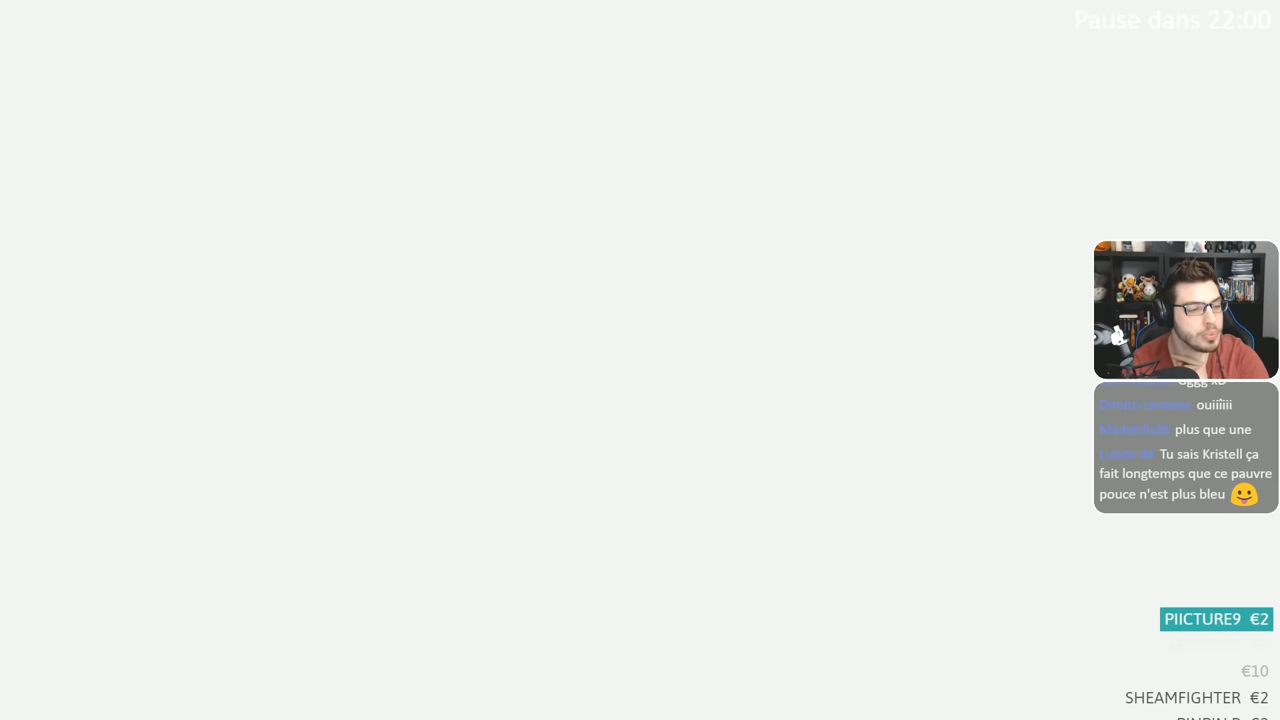 Pause dans 22:00
ouiiîiii
plus que une
Tu sais Kristell ça
fait longtemps que ce pauvre
pouce n'est plus bleu
PIICTURE9 €2
€10
SHEAMFIGHTER €2